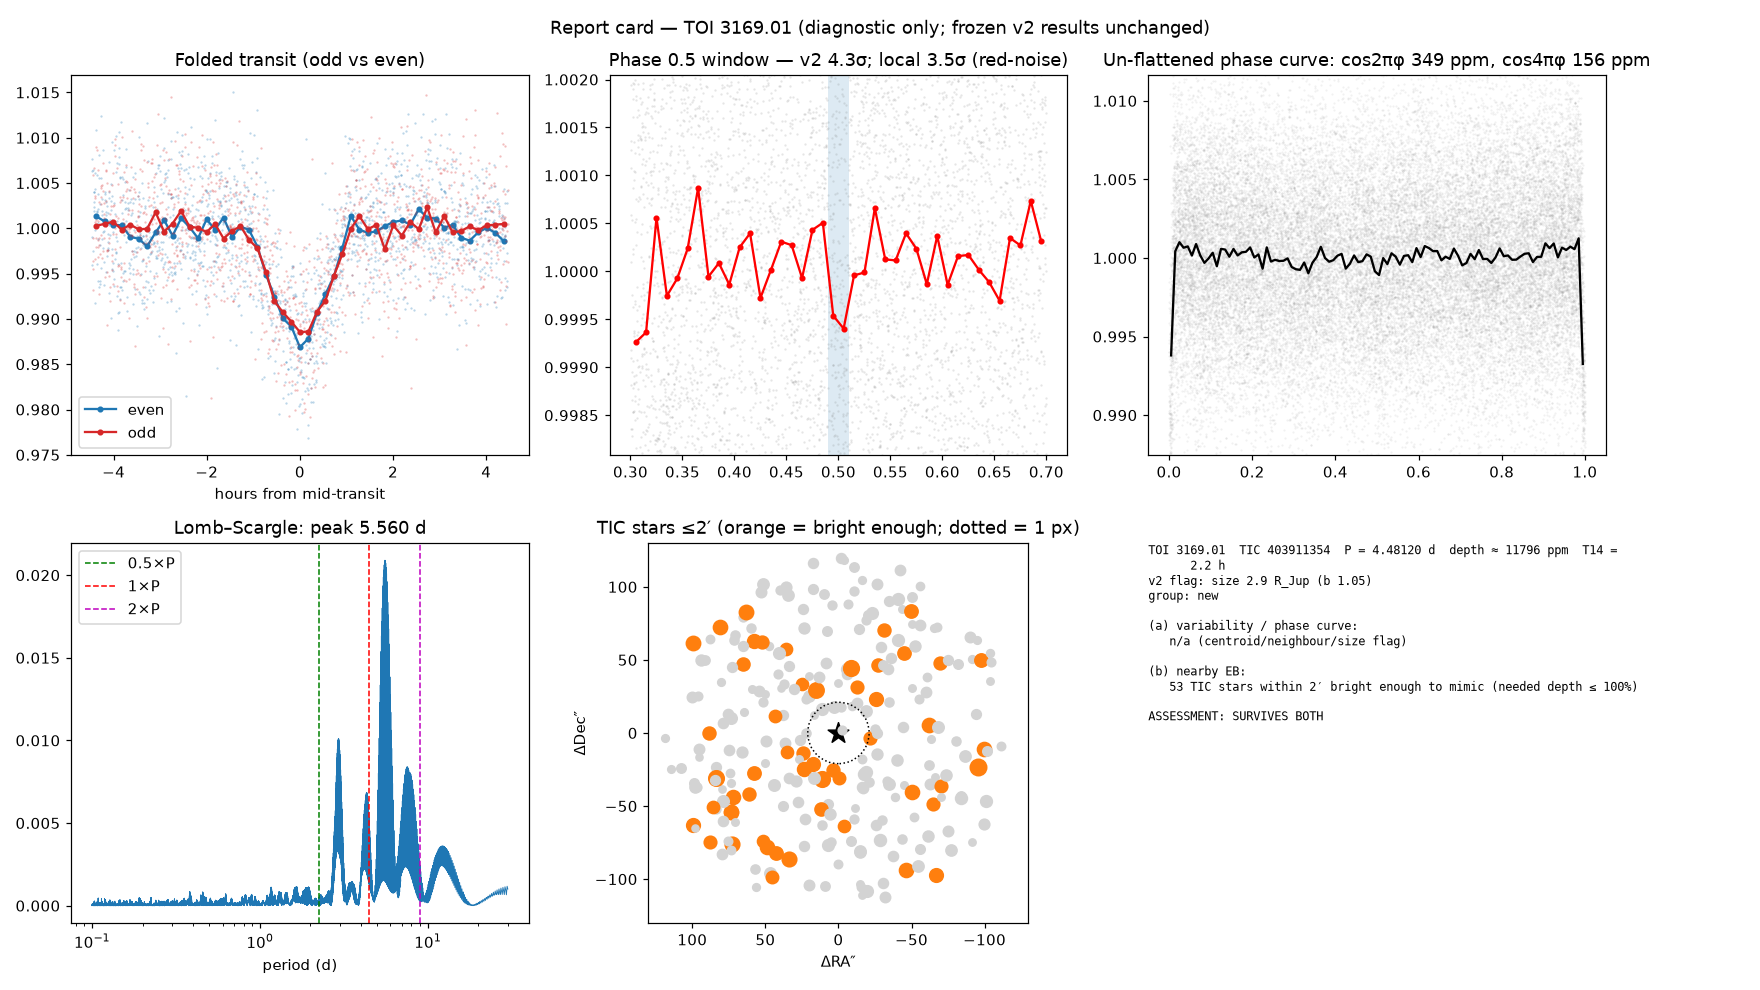 Report card — TOI 3169.01 (diagnostic only; frozen v2 results unchanged)
Folded transit (odd vs even)
1.015
1.010
1.005
1.000
0.995
0.990
0.985
0.980
0.975
even
odd
−4
−2
0
2
4
hours from mid-transit
Phase 0.5 window — v2 4.3σ; local 3.5σ (red-noise)
1.0020
1.0015
1.0010
1.0005
1.0000
0.9995
0.9990
0.9985
0.30
0.35
0.40
0.45
0.50
0.55
0.60
0.65
0.70
Un-flattened phase curve: cos2πφ 349 ppm, cos4πφ 156 ppm
1.010
1.005
1.000
0.995
0.990
0.0
0.2
0.4
0.6
0.8
1.0
Lomb–Scargle: peak 5.560 d
0.020
0.015
0.010
0.005
0.000
0.5×P
1×P
2×P
10⁻¹
10⁰
10¹
period (d)
TIC stars ≤2′ (orange = bright enough; dotted = 1 px)
ΔDec″
100
50
0
−50
−100
100
50
0
−50
−100
ΔRA″
TOI 3169.01  TIC 403911354  P = 4.48120 d  depth ≈ 11796 ppm  T14 =
2.2 h
v2 flag: size 2.9 R_Jup (b 1.05)
group: new
(a) variability / phase curve:
n/a (centroid/neighbour/size flag)
(b) nearby EB:
53 TIC stars within 2′ bright enough to mimic (needed depth ≤ 100%)
ASSESSMENT: SURVIVES BOTH